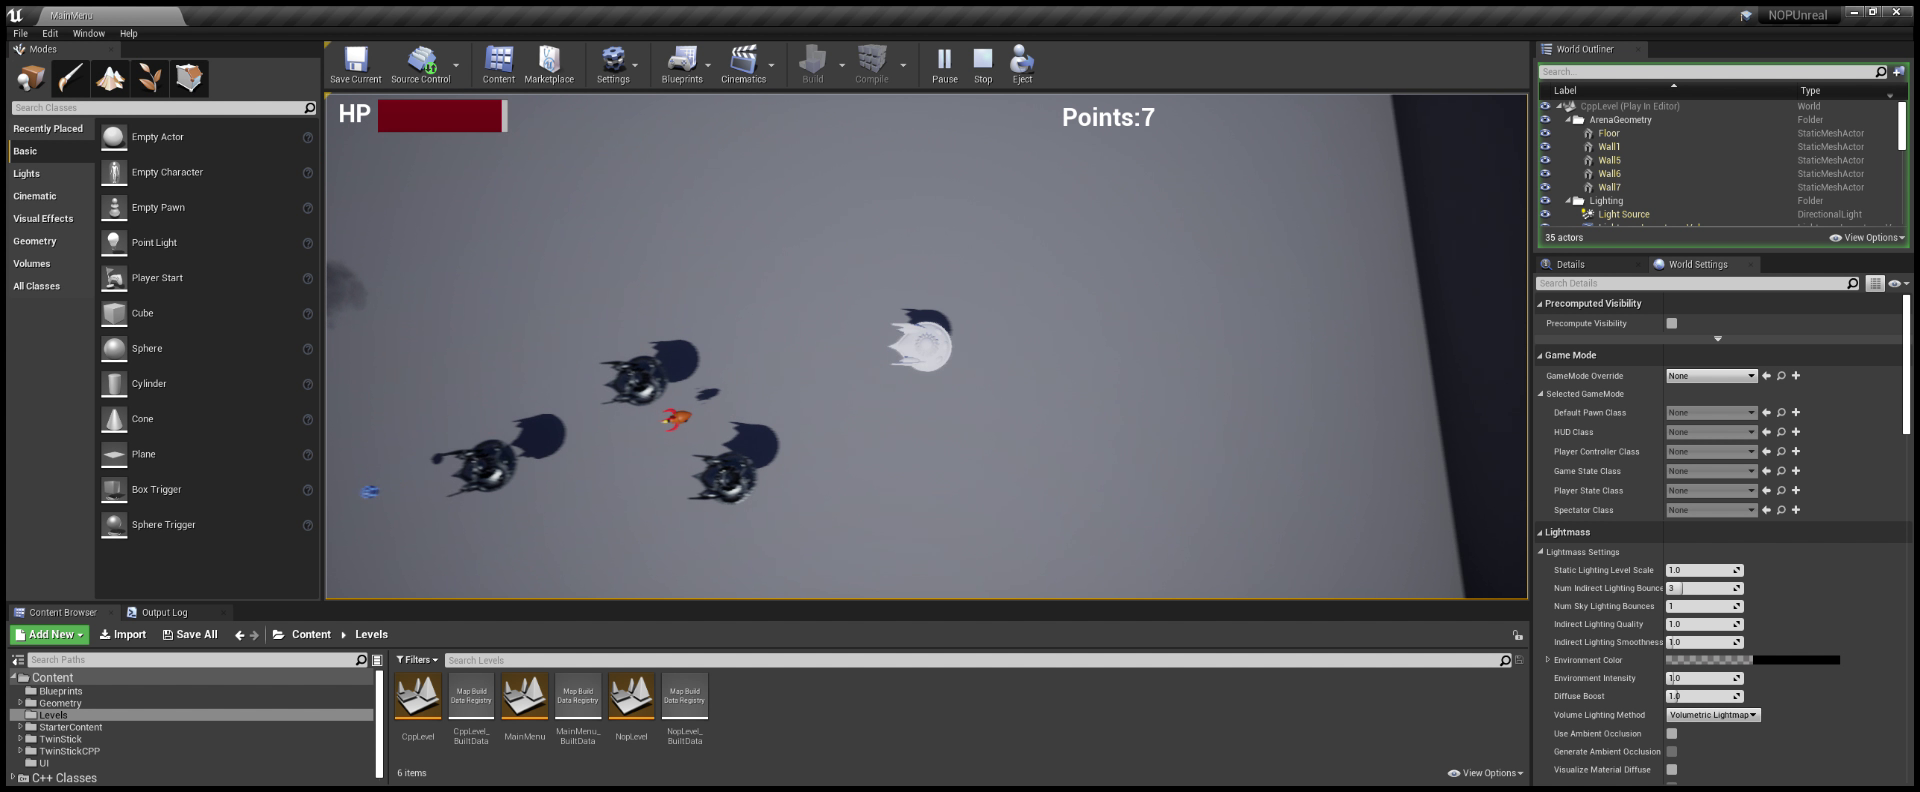 MainMenu
NOPUnreal
File Edit Window Help
Modes
Search Classes
Recently Placed
Basic
Lights
Cinematic
Visual Effects
Geometry
Volumes
All Classes
Empty Actor
Empty Character
Empty Pawn
Point Light
Player Start
Cube
Sphere
Cylinder
Cone
Plane
Box Trigger
Sphere Trigger
Save Current
Source Control
Content
Marketplace
Settings
Blueprints
Cinematics
Build
Compile
Pause
Stop
Eject
HP
Points:7
World Outliner
Search...
Label Type
CppLevel (Play In Editor) World
ArenaGeometry Folder
Floor StaticMeshActor
Wall1 StaticMeshActor
Wall5 StaticMeshActor
Wall6 StaticMeshActor
Wall7 StaticMeshActor
Lighting Folder
Light Source DirectionalLight
35 actors View Options
Details World Settings
Search Details
Precomputed Visibility
Precompute Visibility
Game Mode
GameMode Override None
Selected GameMode
Default Pawn Class None
HUD Class None
Player Controller Class None
Game State Class None
Player State Class None
Spectator Class None
Lightmass
Lightmass Settings
Static Lighting Level Scale 1.0
Num Indirect Lighting Bounce 3
Num Sky Lighting Bounces 1
Indirect Lighting Quality 1.0
Indirect Lighting Smoothness 1.0
Environment Color
Environment Intensity 1.0
Diffuse Boost 1.0
Volume Lighting Method Volumetric Lightmap
Use Ambient Occlusion
Generate Ambient Occlusion
Visualize Material Diffuse
Content Browser Output Log
Add New Import Save All Content Levels
Search Paths
Content
Blueprints
Geometry
Levels
StarterContent
TwinStick
TwinStickCPP
UI
C++ Classes
Filters Search Levels
Map Build
Data Registry
Map Build
Data Registry
Map Build
Data Registry
CppLevel
CppLevel_
BuiltData
MainMenu
MainMenu_
BuiltData
NopLevel
NopLevel_
BuiltData
6 items View Options